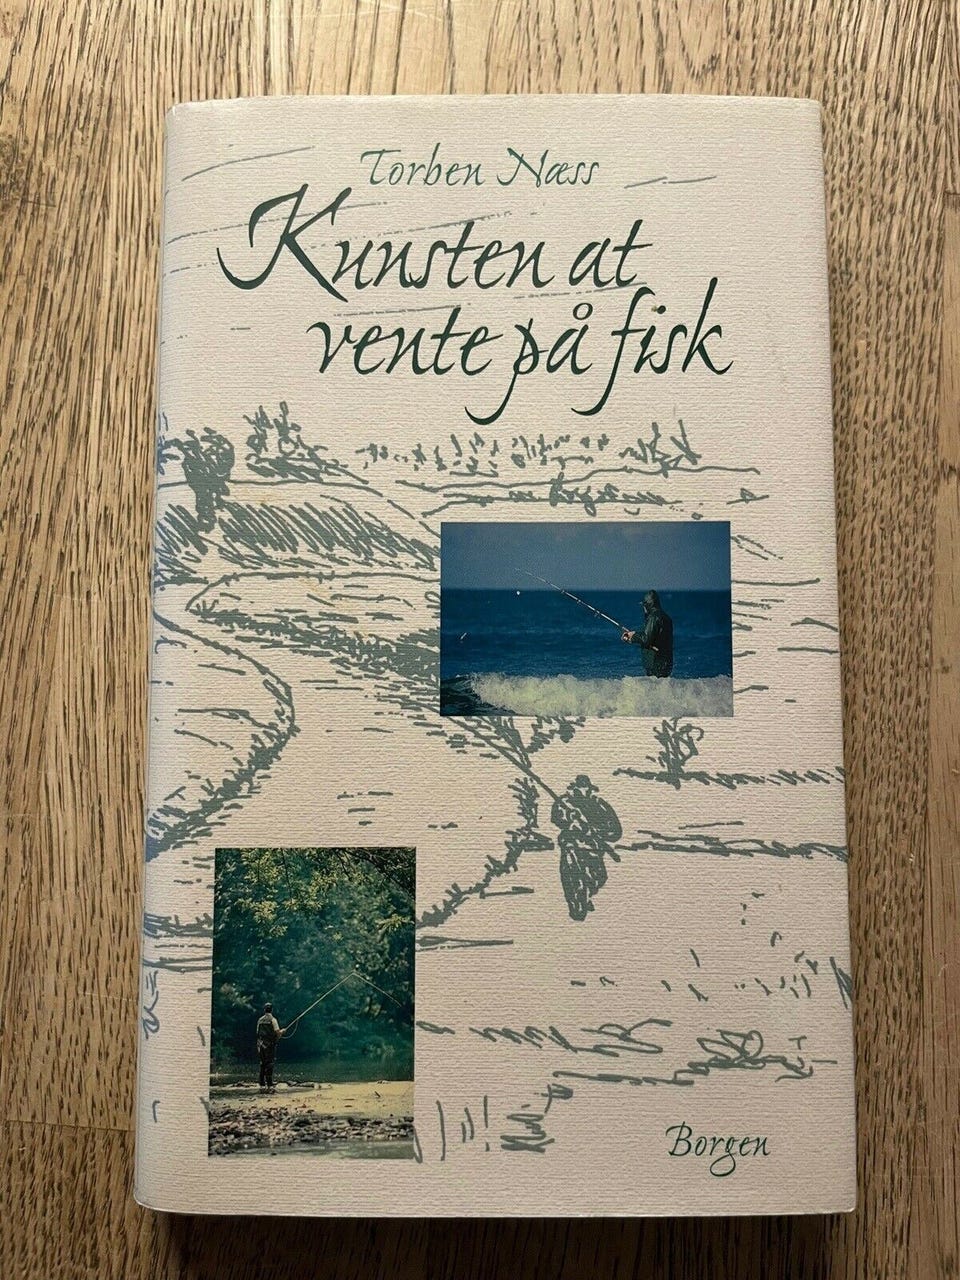 Torben Næss
Kunsten at
vente på fisk
Borgen